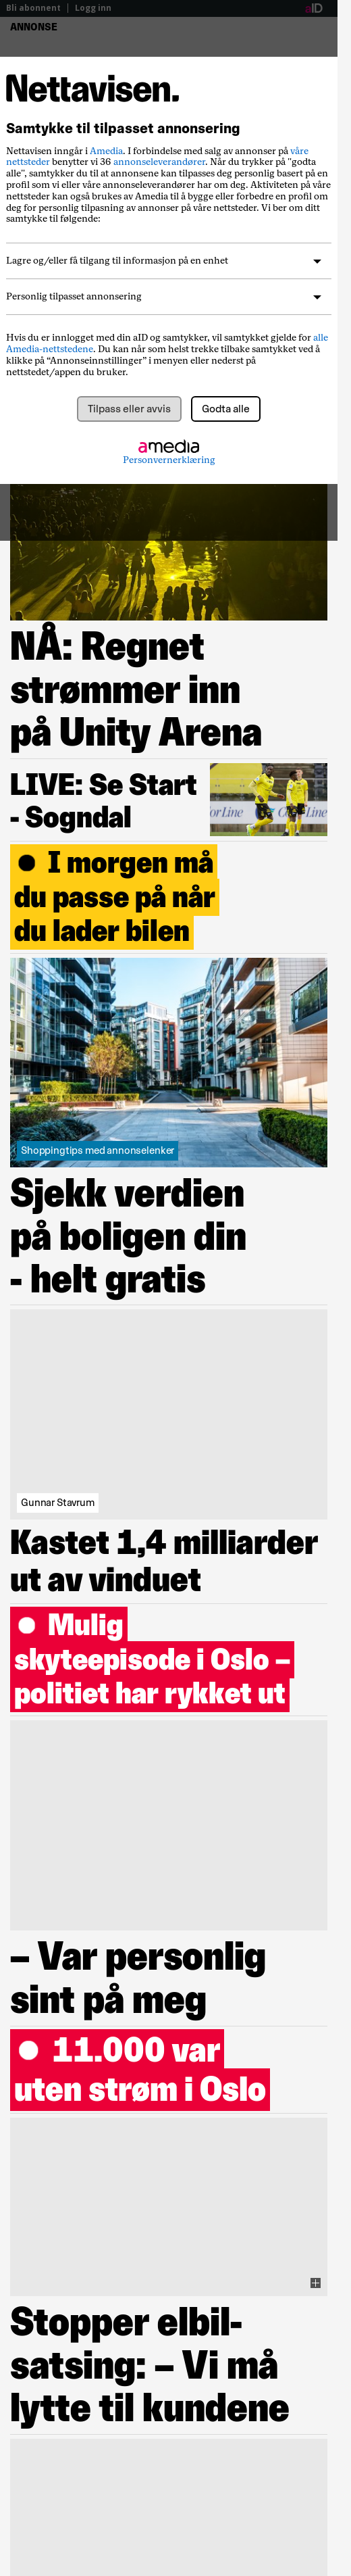 Bli abonnent | Logg inn
aID
ANNONSE
Nettavisen.
Samtykke til tilpasset annonsering
Nettavisen inngår i Amedia. I forbindelse med salg av annonser på våre
nettsteder benytter vi 36 annonseleverandører. Når du trykker på "godta
alle", samtykker du til at annonsene kan tilpasses deg personlig basert på en
profil som vi eller våre annonseleverandører har om deg. Aktiviteten på våre
nettsteder kan også brukes av Amedia til å bygge eller forbedre en profil om
deg for personlig tilpasning av annonser på våre nettsteder. Vi ber om ditt
samtykke til følgende:
Lagre og/eller få tilgang til informasjon på en enhet
Personlig tilpasset annonsering
Hvis du er innlogget med din aID og samtykker, vil samtykket gjelde for alle
Amedia-nettstedene. Du kan når som helst trekke tilbake samtykket ved å
klikke på “Annonseinnstillinger” i menyen eller nederst på
nettstedet/appen du bruker.
Tilpass eller avvis
Godta alle
amedia
Personvernerklæring
NÅ: Regnet
strømmer inn
på Unity Arena
LIVE: Se Start
- Sogndal
I morgen må
du passe på når
du lader bilen
Shoppingtips med annonselenker
Sjekk verdien
på boligen din
- helt gratis
Gunnar Stavrum
Kastet 1,4 milliarder
ut av vinduet
Mulig
skyteepisode i Oslo –
politiet har rykket ut
– Var personlig
sint på meg
11.000 var
uten strøm i Oslo
Stopper elbil-
satsing: – Vi må
lytte til kundene